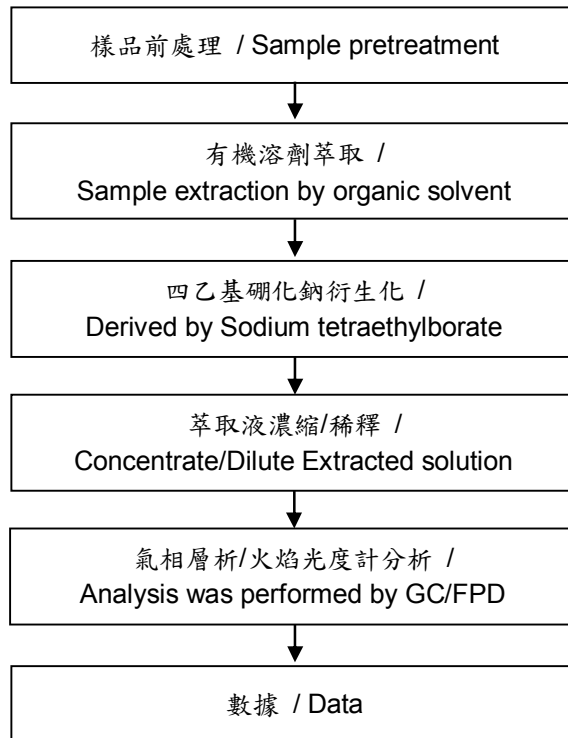 樣品前處理 / Sample pretreatment
有機溶劑萃取 /
Sample extraction by organic solvent
四乙基硼化鈉衍生化 /
Derived by Sodium tetraethylborate
萃取液濃縮/稀釋 /
Concentrate/Dilute Extracted solution
氣相層析/火焰光度計分析 /
Analysis was performed by GC/FPD
數據 / Data